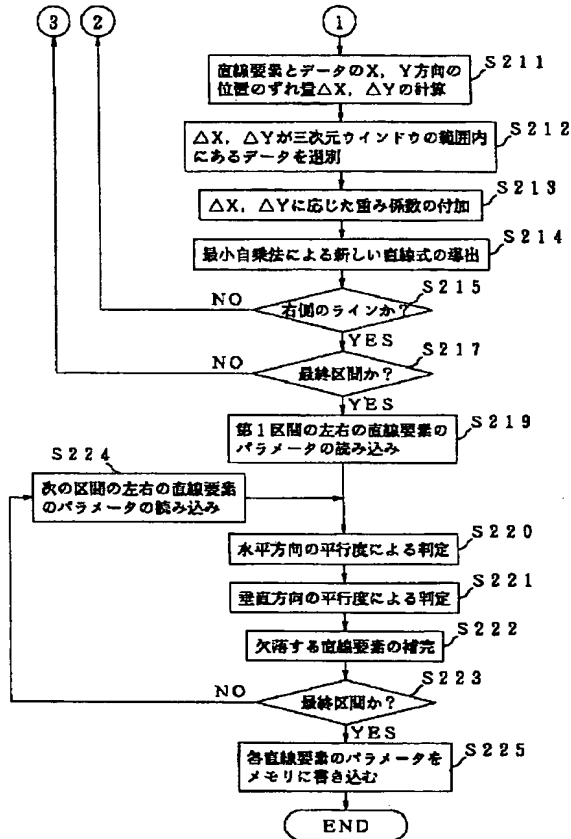 3
2
1
S211
直線要素とデータのX,Y方向の
位置のずれ量△X,△Yの計算
S212
△X,△Yが三次元ウインドウの範囲内
にあるデータを選別
S213
△X,△Yに応じた重み係数の付加
S214
最小自乗法による新しい直線式の導出
S215
NO
右側のラインか?
YES
S217
NO
最終区間か?
YES
S219
第1区間の左右の直線要素の
パラメータの読み込み
S224
次の区間の左右の直線要素
のパラメータの読み込み
S220
水平方向の平行度による判定
S221
垂直方向の平行度による判定
S222
欠落する直線要素の補完
S223
NO
最終区間か?
YES
S225
各直線要素のパラメータを
メモリに書き込む
END